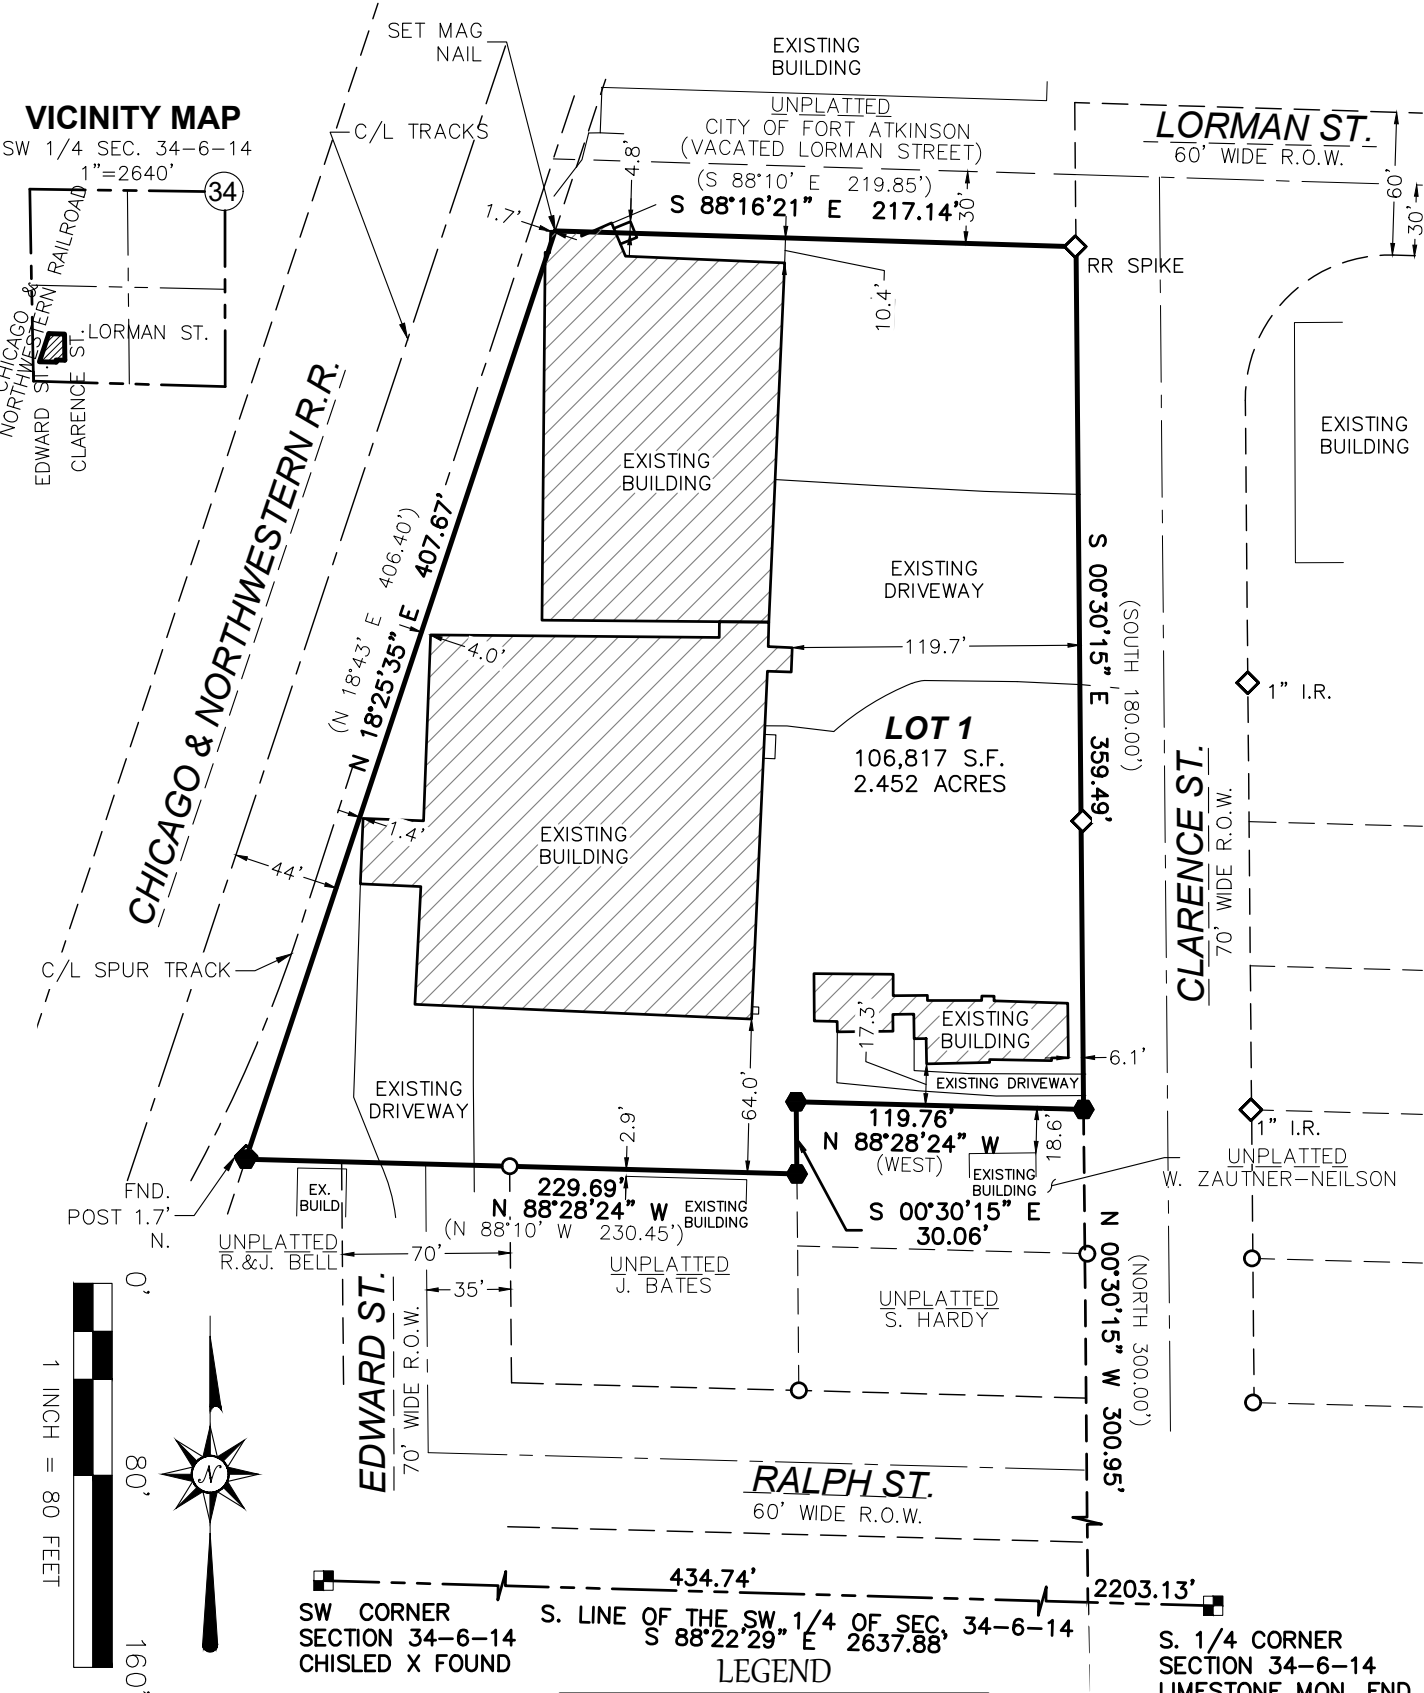 SET MAG
NAIL
EXISTING
BUILDING
VICINITY MAP
SW 1/4 SEC. 34-6-14
1"=2640'
34
CHICAGO &
NORTHWESTERN RAILROAD
LORMAN ST.
EDWARD ST.
CLARENCE ST.
C/L TRACKS
UNPLATTED
CITY OF FORT ATKINSON
(VACATED LORMAN STREET)
(S 88°10' E 219.85')
S 88°16'21" E 217.14'
4.8'
1.7'
30'
10.4'
LORMAN ST.
60' WIDE R.O.W.
60'
30'
RR SPIKE
EXISTING
BUILDING
EXISTING
BUILDING
CHICAGO & NORTHWESTERN R.R.
(N 18°43' E 406.40')
N 18°25'35" E 407.67'
EXISTING
DRIVEWAY
119.7'
4.0'
S 00°30'15" E 359.49'
(SOUTH 180.00')
1" I.R.
LOT 1
106,817 S.F.
2.452 ACRES
CLARENCE ST.
70' WIDE R.O.W.
1.4'
EXISTING
BUILDING
44'
C/L SPUR TRACK
EXISTING
BUILDING
17.3'
6.1'
EXISTING DRIVEWAY
EXISTING
DRIVEWAY
64.0'
2.9'
119.76'
N 88°28'24" W
(WEST)
18.6'
EXISTING
BUILDING
1" I.R.
UNPLATTED
W. ZAUTNER-NEILSON
FND.
POST 1.7'
N.
EX.
BUILD
229.69'
N 88°28'24" W
(N 88°10' W 230.45')
EXISTING
BUILDING
S 00°30'15" E
30.06'
UNPLATTED
R.&J. BELL
70'
35'
UNPLATTED
J. BATES
UNPLATTED
S. HARDY
N 00°30'15" W 300.95'
(NORTH 300.00')
EDWARD ST.
70' WIDE R.O.W.
0'
80'
160'
1 INCH = 80 FEET
N
RALPH ST.
60' WIDE R.O.W.
434.74'
2203.13'
SW CORNER
SECTION 34-6-14
CHISLED X FOUND
S. LINE OF THE SW 1/4 OF SEC. 34-6-14
S 88°22'29" E 2637.88'
S. 1/4 CORNER
SECTION 34-6-14
LIMESTONE MON. FND.
LEGEND